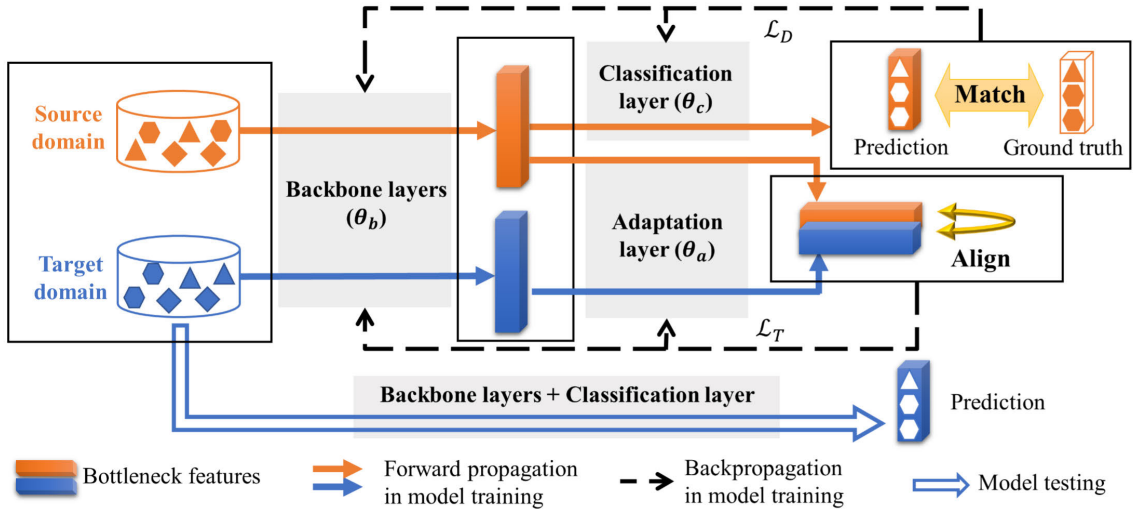 ℒ_D
Source
domain
Classification
layer (θ_c)
Match
Prediction
Ground truth
Backbone layers
(θ_b)
Adaptation
layer (θ_a)
Align
Target
domain
ℒ_T
Backbone layers + Classification layer
Prediction
Bottleneck features
Forward propagation
in model training
Backpropagation
in model training
Model testing